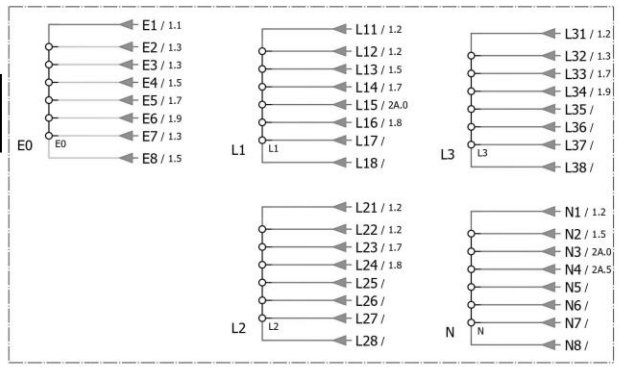 E1 / 1.1
E2 / 1.3
E3 / 1.3
E4 / 1.5
E5 / 1.7
E6 / 1.9
E7 / 1.3
E8 / 1.5
E0
E0
L11 / 1.2
L12 / 1.2
L13 / 1.5
L14 / 1.7
L15 / 2A.0
L16 / 1.8
L17 /
L18 /
L1
L1
L31 / 1.2
L32 / 1.3
L33 / 1.7
L34 / 1.9
L35 /
L36 /
L37 /
L38 /
L3
L3
L21 / 1.2
L22 / 1.2
L23 / 1.7
L24 / 1.8
L25 /
L26 /
L27 /
L28 /
L2
L2
N1 / 1.2
N2 / 1.5
N3 / 2A.0
N4 / 2A.5
N5 /
N6 /
N7 /
N8 /
N
N